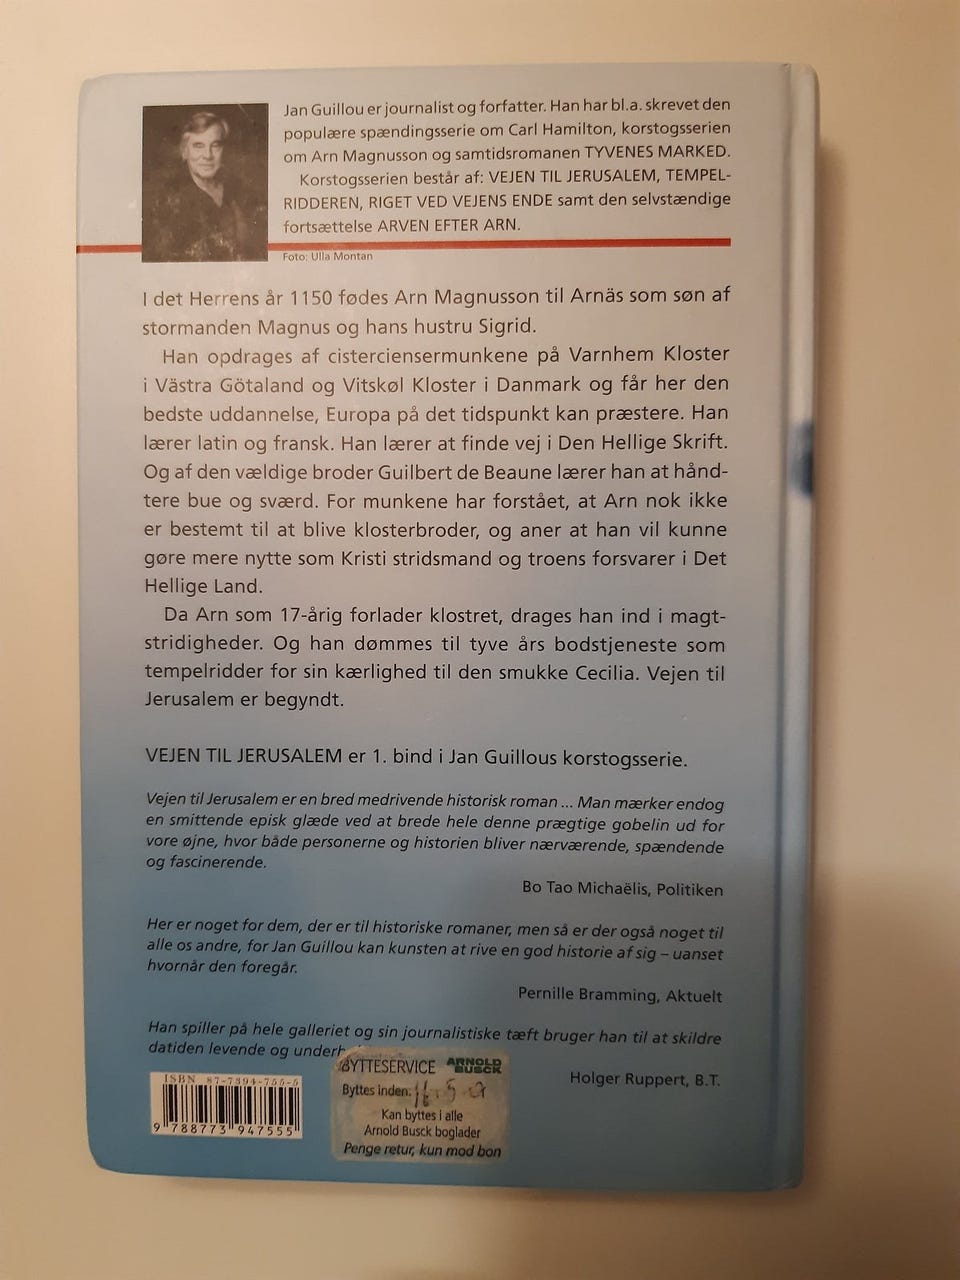 Jan Guillou er journalist og forfatter. Han har bl.a. skrevet den
populære spændingsserie om Carl Hamilton, korstogsserien
om Arn Magnusson og samtidsromanen TYVENES MARKED.
Korstogsserien består af: VEJEN TIL JERUSALEM, TEMPEL-
RIDDEREN, RIGET VED VEJENS ENDE samt den selvstændige
fortsættelse ARVEN EFTER ARN.
Foto: Ulla Montan
I det Herrens år 1150 fødes Arn Magnusson til Arnäs som søn af
stormanden Magnus og hans hustru Sigrid.
Han opdrages af cisterciensermunkene på Varnhem Kloster
i Västra Götaland og Vitskøl Kloster i Danmark og får her den
bedste uddannelse, Europa på det tidspunkt kan præstere. Han
lærer latin og fransk. Han lærer at finde vej i Den Hellige Skrift.
Og af den vældige broder Guilbert de Beaune lærer han at hånd-
tere bue og sværd. For munkene har forstået, at Arn nok ikke
er bestemt til at blive klosterbroder, og aner at han vil kunne
gøre mere nytte som Kristi stridsmand og troens forsvarer i Det
Hellige Land.
Da Arn som 17-årig forlader klostret, drages han ind i magt-
stridigheder. Og han dømmes til tyve års bodstjeneste som
tempelridder for sin kærlighed til den smukke Cecilia. Vejen til
Jerusalem er begyndt.
VEJEN TIL JERUSALEM er 1. bind i Jan Guillous korstogsserie.
Vejen til Jerusalem er en bred medrivende historisk roman ... Man mærker endog
en smittende episk glæde ved at brede hele denne prægtige gobelin ud for
vore øjne, hvor både personerne og historien bliver nærværende, spændende
og fascinerende.
Bo Tao Michaëlis, Politiken
Her er noget for dem, der er til historiske romaner, men så er der også noget til
alle os andre, for Jan Guillou kan kunsten at rive en god historie af sig – uanset
hvornår den foregår.
Pernille Bramming, Aktuelt
Han spiller på hele galleriet og sin journalistiske tæft bruger han til at skildre
datiden levende og
Holger Ruppert, B.T.
ISBN 87-7394-755-5
9 788773 947555
BYTTESERVICE ARNOLD BUSCK
Byttes inden:
Kan byttes i alle
Arnold Busck boglader
Penge retur, kun mod bon